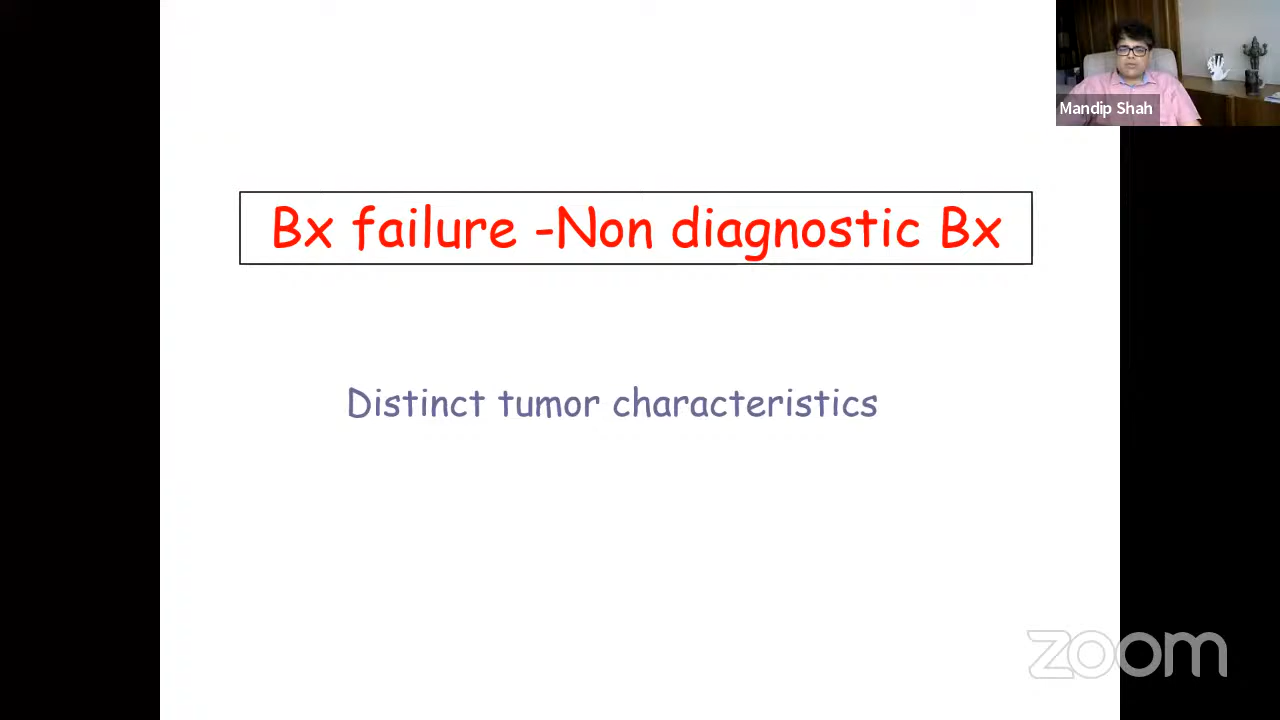 Mandip Shah
Bx failure -Non diagnostic Bx
Distinct tumor characteristics
zoom